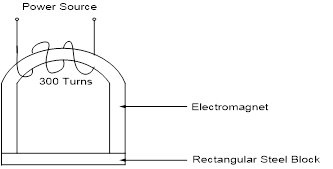 Power Source
300 Turns
Electromagnet
Rectangular Steel Block